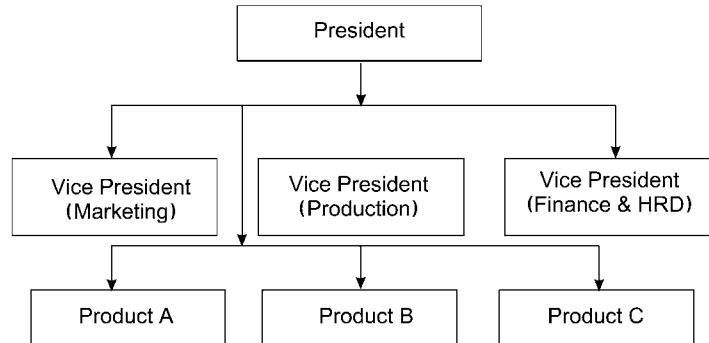 President
Vice President
(Marketing)
Vice President
(Production)
Vice President
(Finance & HRD)
Product A
Product B
Product C